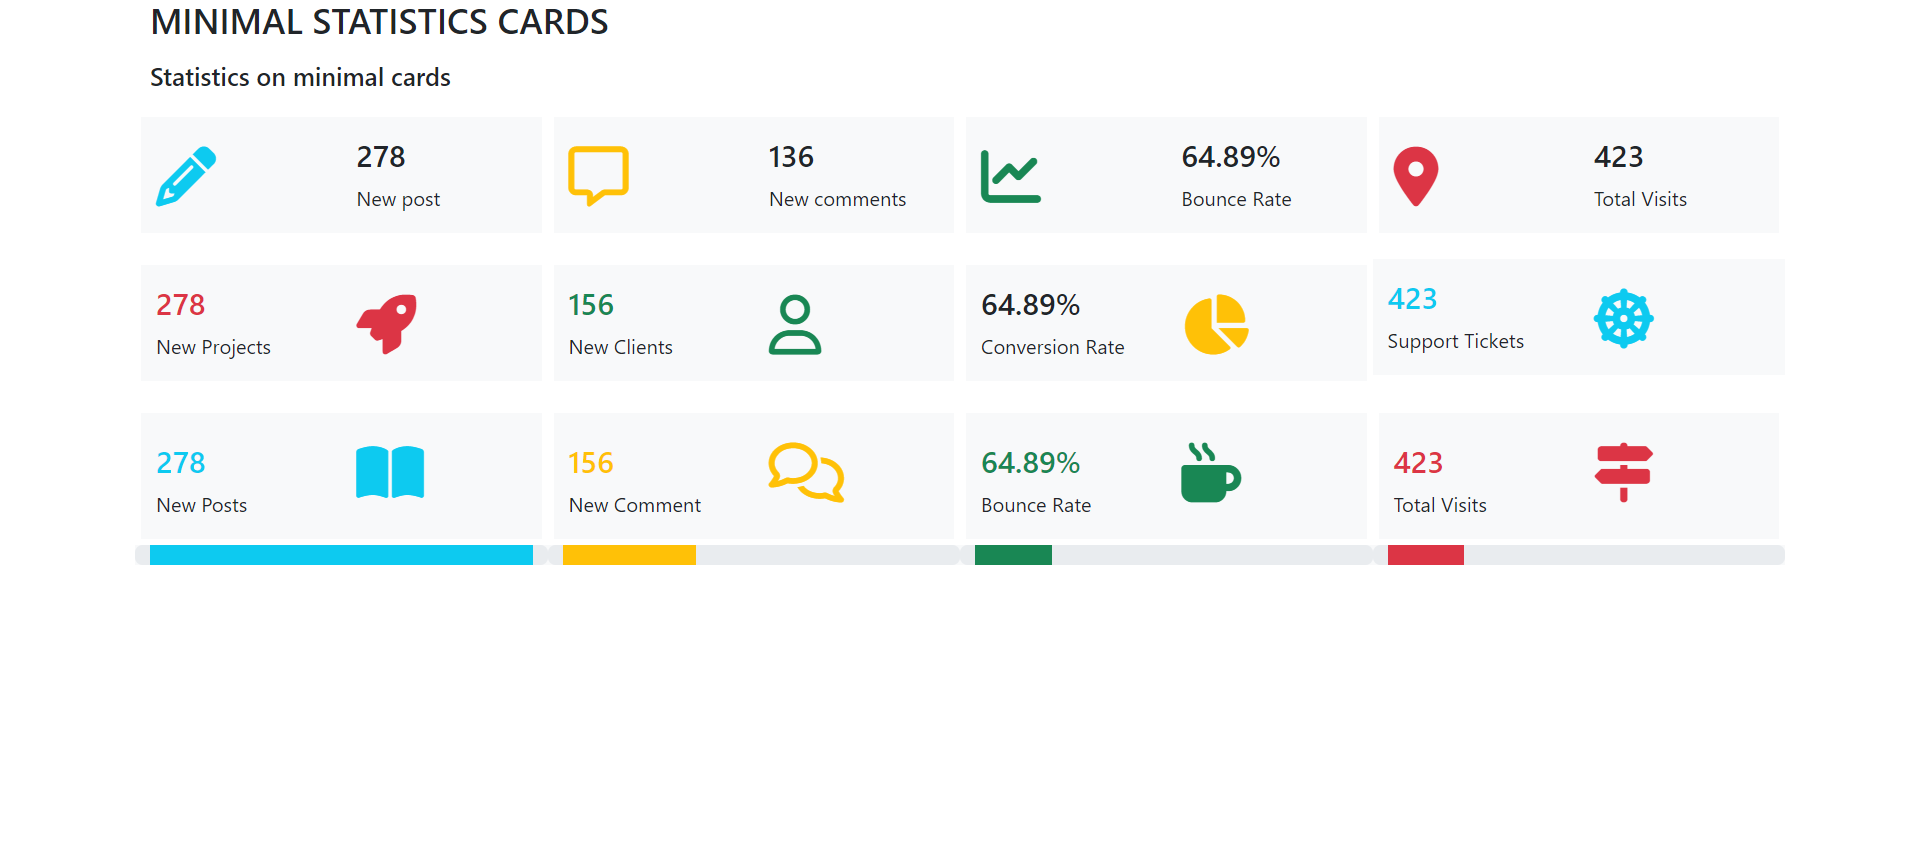 MINIMAL STATISTICS CARDS
Statistics on minimal cards
278
New post
136
New comments
64.89%
Bounce Rate
423
Total Visits
278
New Projects
156
New Clients
64.89%
Conversion Rate
423
Support Tickets
278
New Posts
156
New Comment
64.89%
Bounce Rate
423
Total Visits